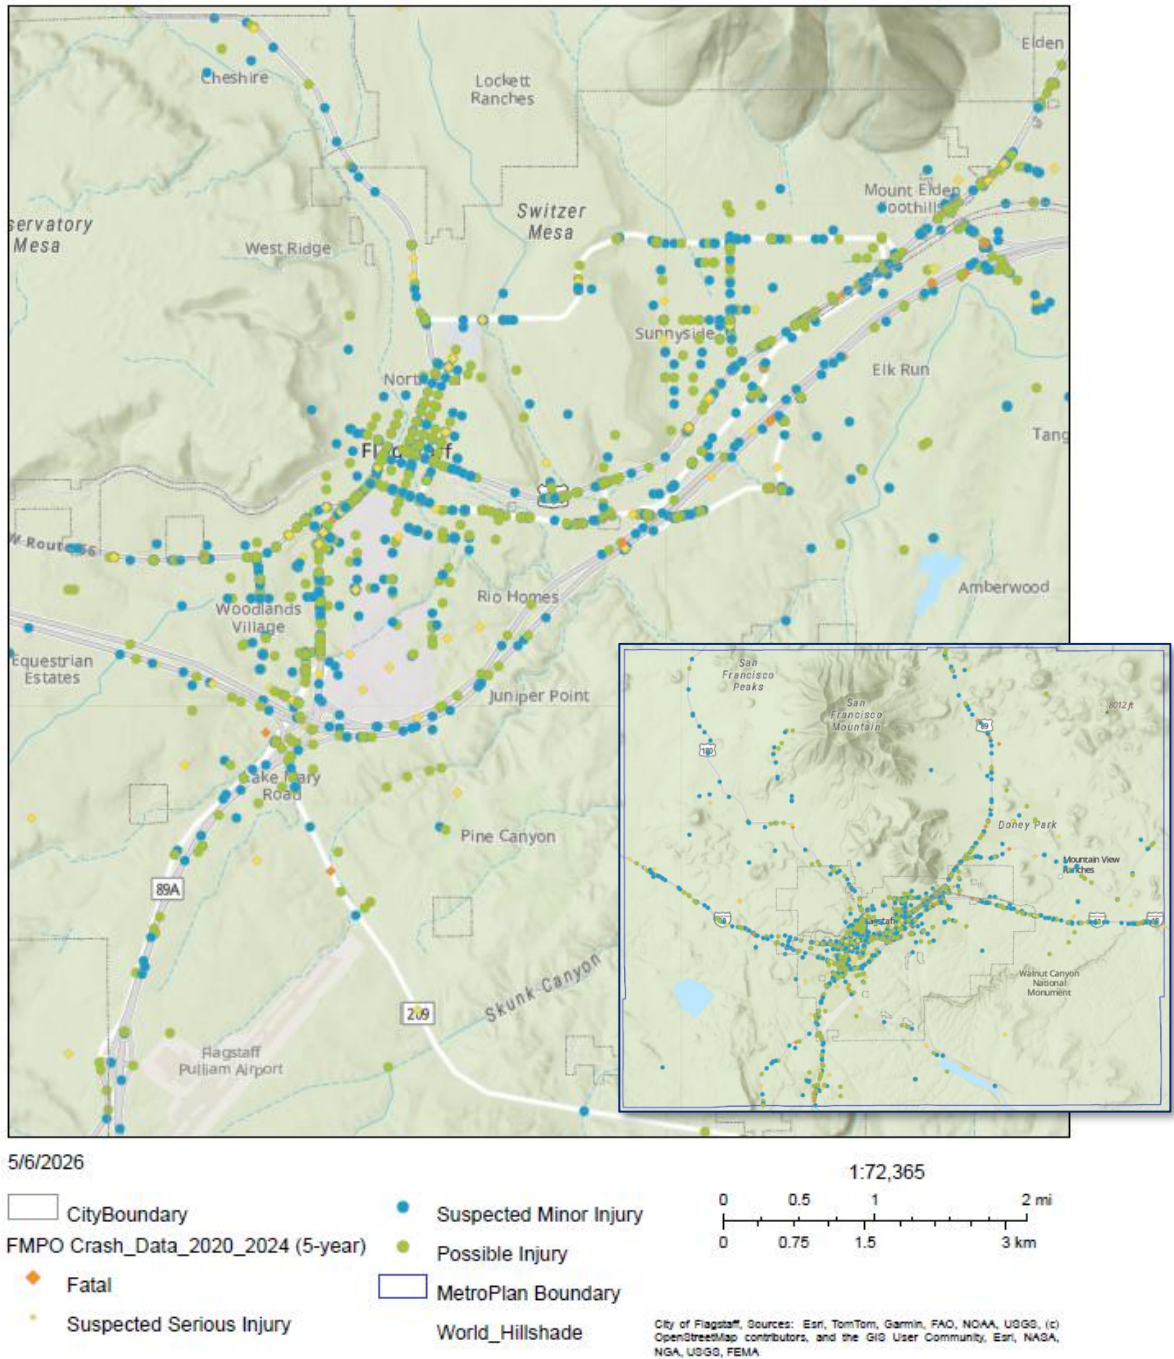 Elden
Cheshire
Lockett
Ranches
Mount Elden
Foothills
servatory
Mesa
Switzer
Mesa
West Ridge
Sunnyside
Elk Run
Tang
W Route 66
Amberwood
Rio Homes
Woodlands
Village
Equestrian
Estates
Juniper Point
Lake Mary
Road
Pine Canyon
89A
Skunk Canyon
209
Flagstaff
Pulliam Airport
San
Francisco
Peaks
San
Francisco
Mountain
8012 ft
89
180
Doney Park
Mountain View
Ranches
Walnut Canyon
National
Monument
5/6/2026
1:72,365
0 0.5 1 2 mi
0 0.75 1.5 3 km
CityBoundary
FMPO Crash_Data_2020_2024 (5-year)
Fatal
Suspected Serious Injury
Suspected Minor Injury
Possible Injury
MetroPlan Boundary
World_Hillshade
City of Flagstaff, Sources: Esri, TomTom, Garmin, FAO, NOAA, USGS, (c)
OpenStreetMap contributors, and the GIS User Community, Esri, NASA,
NGA, USGS, FEMA